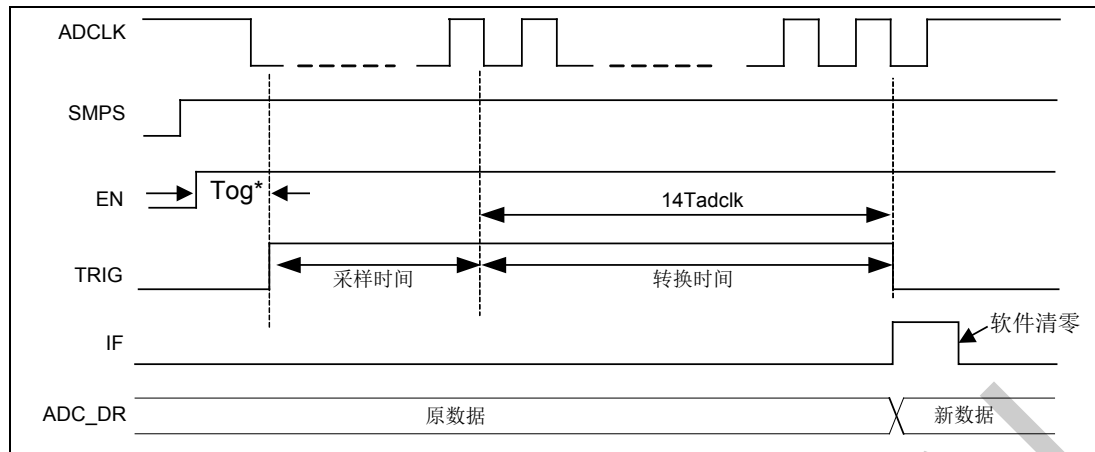 ADCLK
SMPS
EN
Tog*
14Tadclk
TRIG
采样时间
转换时间
IF
软件清零
ADC_DR
原数据
新数据